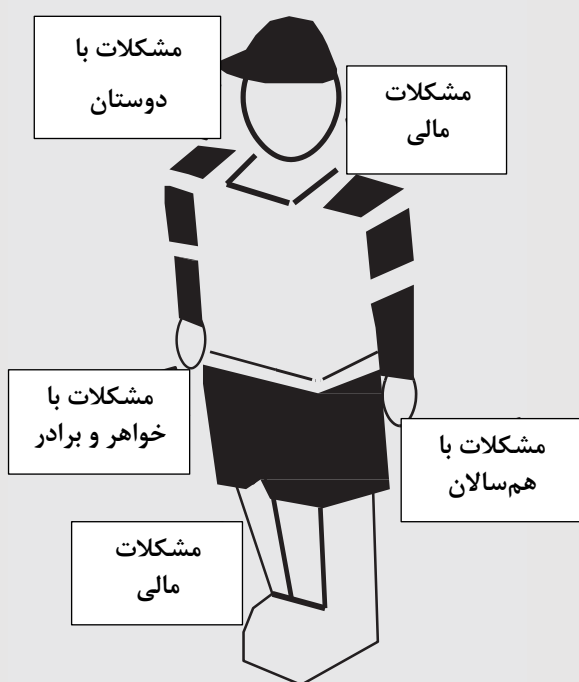 مشکلات با
دوستان
مشکلات
مالی
مشکلات با
خواهر و برادر
مشکلات با
هم‌سالان
مشکلات
مالی